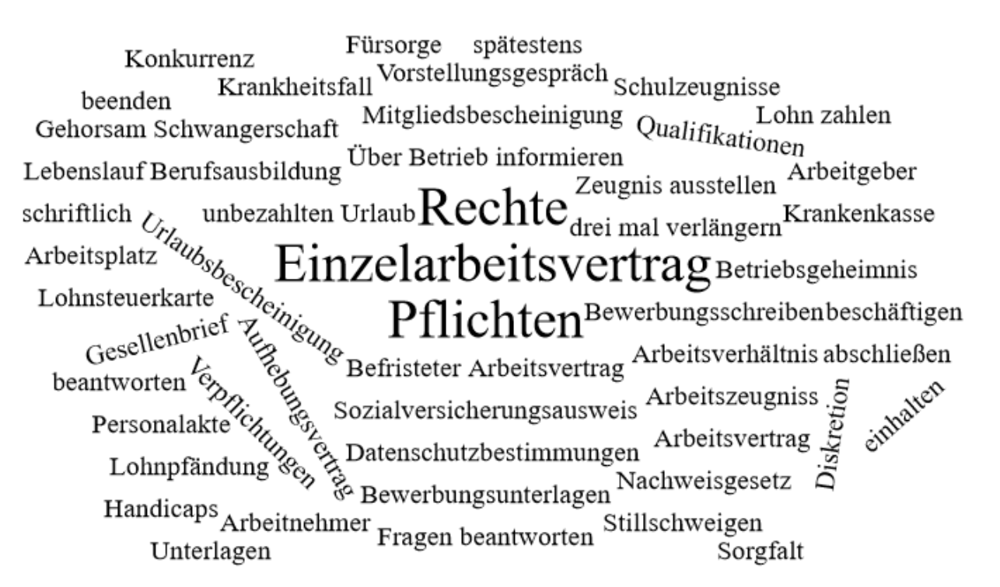 Fürsorge spätestens
Konkurrenz
Vorstellungsgespräch
Krankheitsfall Schulzeugnisse
beenden
Mitgliedsbescheinigung Lohn zahlen
Gehorsam Schwangerschaft Qualifikationen
Über Betrieb informieren
Lebenslauf Berufsausbildung Arbeitgeber
Zeugnis ausstellen
schriftlich unbezahlten Urlaub Rechte Krankenkasse
drei mal verlängern
Urlaubsbescheinigung
Arbeitsplatz Einzelarbeitsvertrag Betriebsgeheimnis
Lohnsteuerkarte
Pflichten Bewerbungsschreiben beschäftigen
Gesellenbrief
Aufhebungsvertrag
Befristeter Arbeitsvertrag Arbeitsverhältnis abschließen
beantworten
Verpflichtungen
Sozialversicherungsausweis Arbeitszeugniss
Diskretion
einhalten
Personalakte
Datenschutzbestimmungen Arbeitsvertrag
Lohnpfändung
Bewerbungsunterlagen Nachweisgesetz
Handicaps
Arbeitnehmer Fragen beantworten Stillschweigen
Unterlagen Sorgfalt